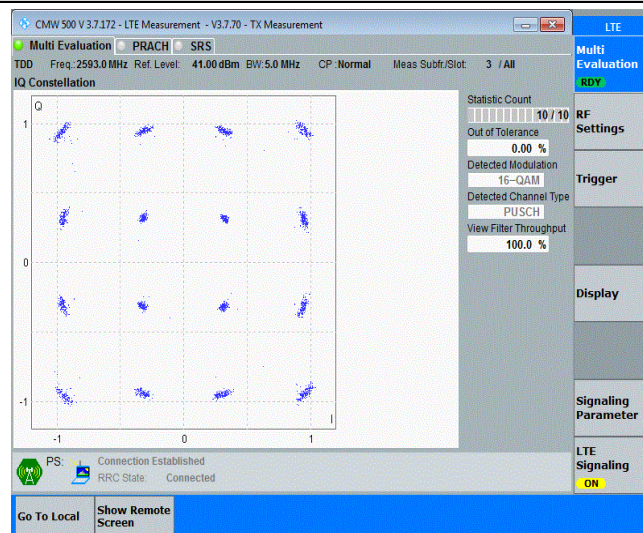 CMW 500 V 3.7.172 - LTE Measurement - V3.7.70 - TX Measurement
LTE
Multi Evaluation PRACH SRS
Multi
Evaluation
RDY
TDD Freq.:2593.0 MHz Ref. Level: 41.00 dBm BW:5.0 MHz CP :Normal Meas Subfr./Slot: 3 / All
IQ Constellation
Q
1
0
-1
-1 0 1
I
Statistic Count
10 / 10
Out of Tolerance
0.00 %
Detected Modulation
16-QAM
Detected Channel Type
PUSCH
View Filter Throughput
100.0 %
RF
Settings
Trigger
Display
Signaling
Parameter
LTE
Signaling
ON
PS: Connection Established
RRC State: Connected
Go To Local
Show Remote
Screen